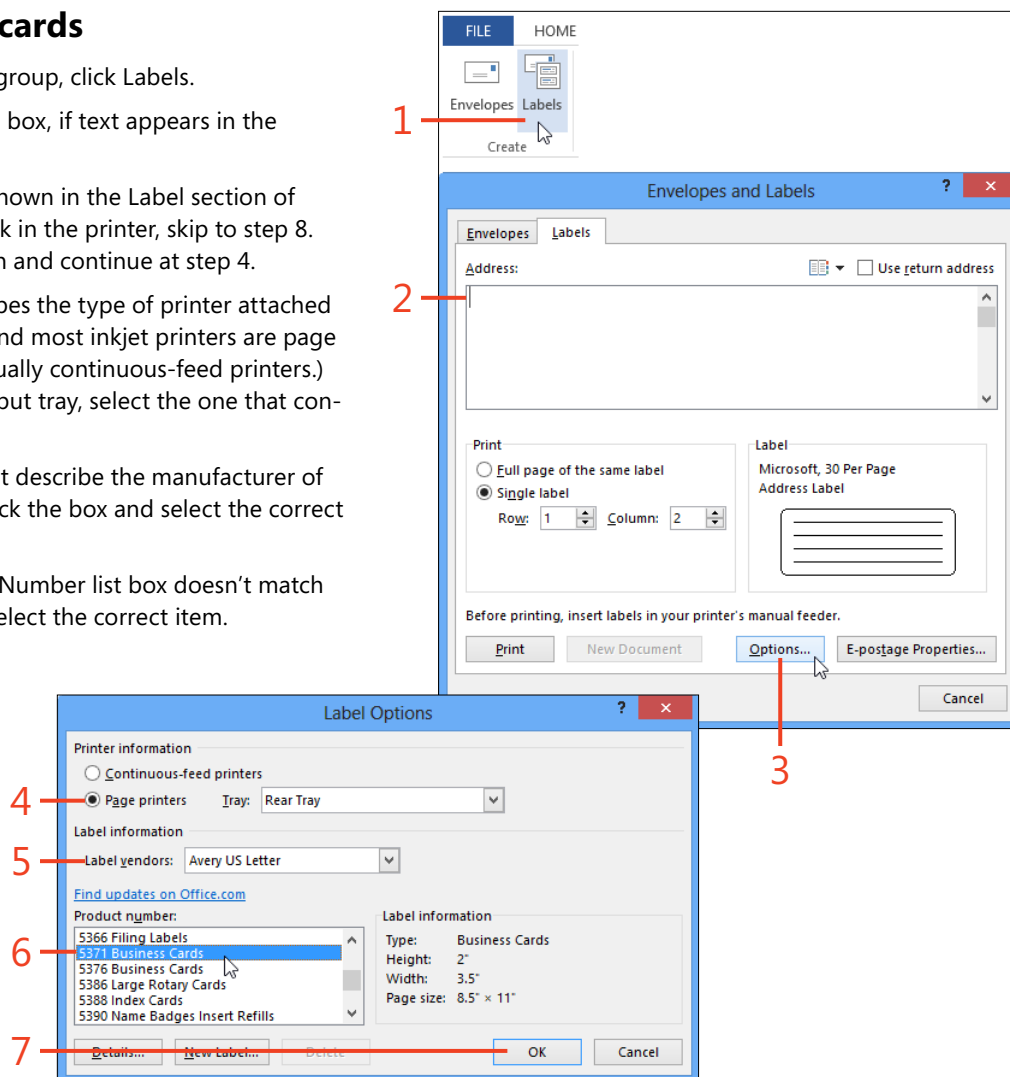 cards
group, click Labels.
box, if text appears in the
nown in the Label section of
k in the printer, skip to step 8.
n and continue at step 4.
bes the type of printer attached
nd most inkjet printers are page
ually continuous-feed printers.)
put tray, select the one that con-
t describe the manufacturer of
ck the box and select the correct
Number list box doesn’t match
elect the correct item.
FILE HOME
Envelopes Labels
Create
1
Envelopes and Labels ? ×
Envelopes Labels
Address: Use return address
2
Print
Full page of the same label
Single label
Row: 1 Column: 2
Label
Microsoft, 30 Per Page
Address Label
Before printing, insert labels in your printer's manual feeder.
Print New Document Options... E-postage Properties...
Cancel
3
Label Options ? ×
Printer information
Continuous-feed printers
4 Page printers Tray: Rear Tray
Label information
5 Label vendors: Avery US Letter
Find updates on Office.com
Product number:
5366 Filing Labels
6 5371 Business Cards
5376 Business Cards
5386 Large Rotary Cards
5388 Index Cards
5390 Name Badges Insert Refills
Label information
Type: Business Cards
Height: 2"
Width: 3.5"
Page size: 8.5" × 11"
7 Details... New Label... Delete OK Cancel